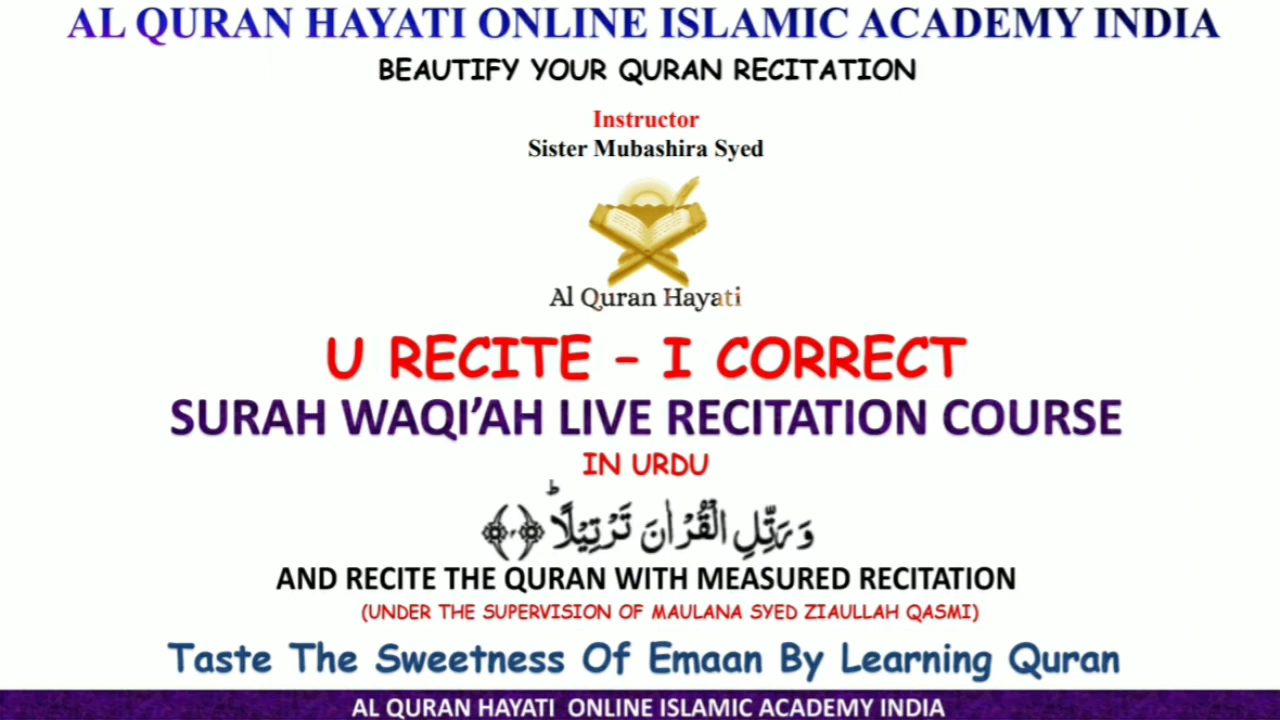 AL QURAN HAYATI ONLINE ISLAMIC ACADEMY INDIA
BEAUTIFY YOUR QURAN RECITATION
Instructor
Sister Mubashira Syed
Al Quran Hayati
U RECITE – I CORRECT
SURAH WAQI’AH LIVE RECITATION COURSE
IN URDU
وَرَتِّلِ الْقُرْاٰنَ تَرْتِيْلًاؕ ﴿۴﴾
AND RECITE THE QURAN WITH MEASURED RECITATION
(UNDER THE SUPERVISION OF MAULANA SYED ZIAULLAH QASMI)
Taste The Sweetness Of Emaan By Learning Quran
AL QURAN HAYATI ONLINE ISLAMIC ACADEMY INDIA